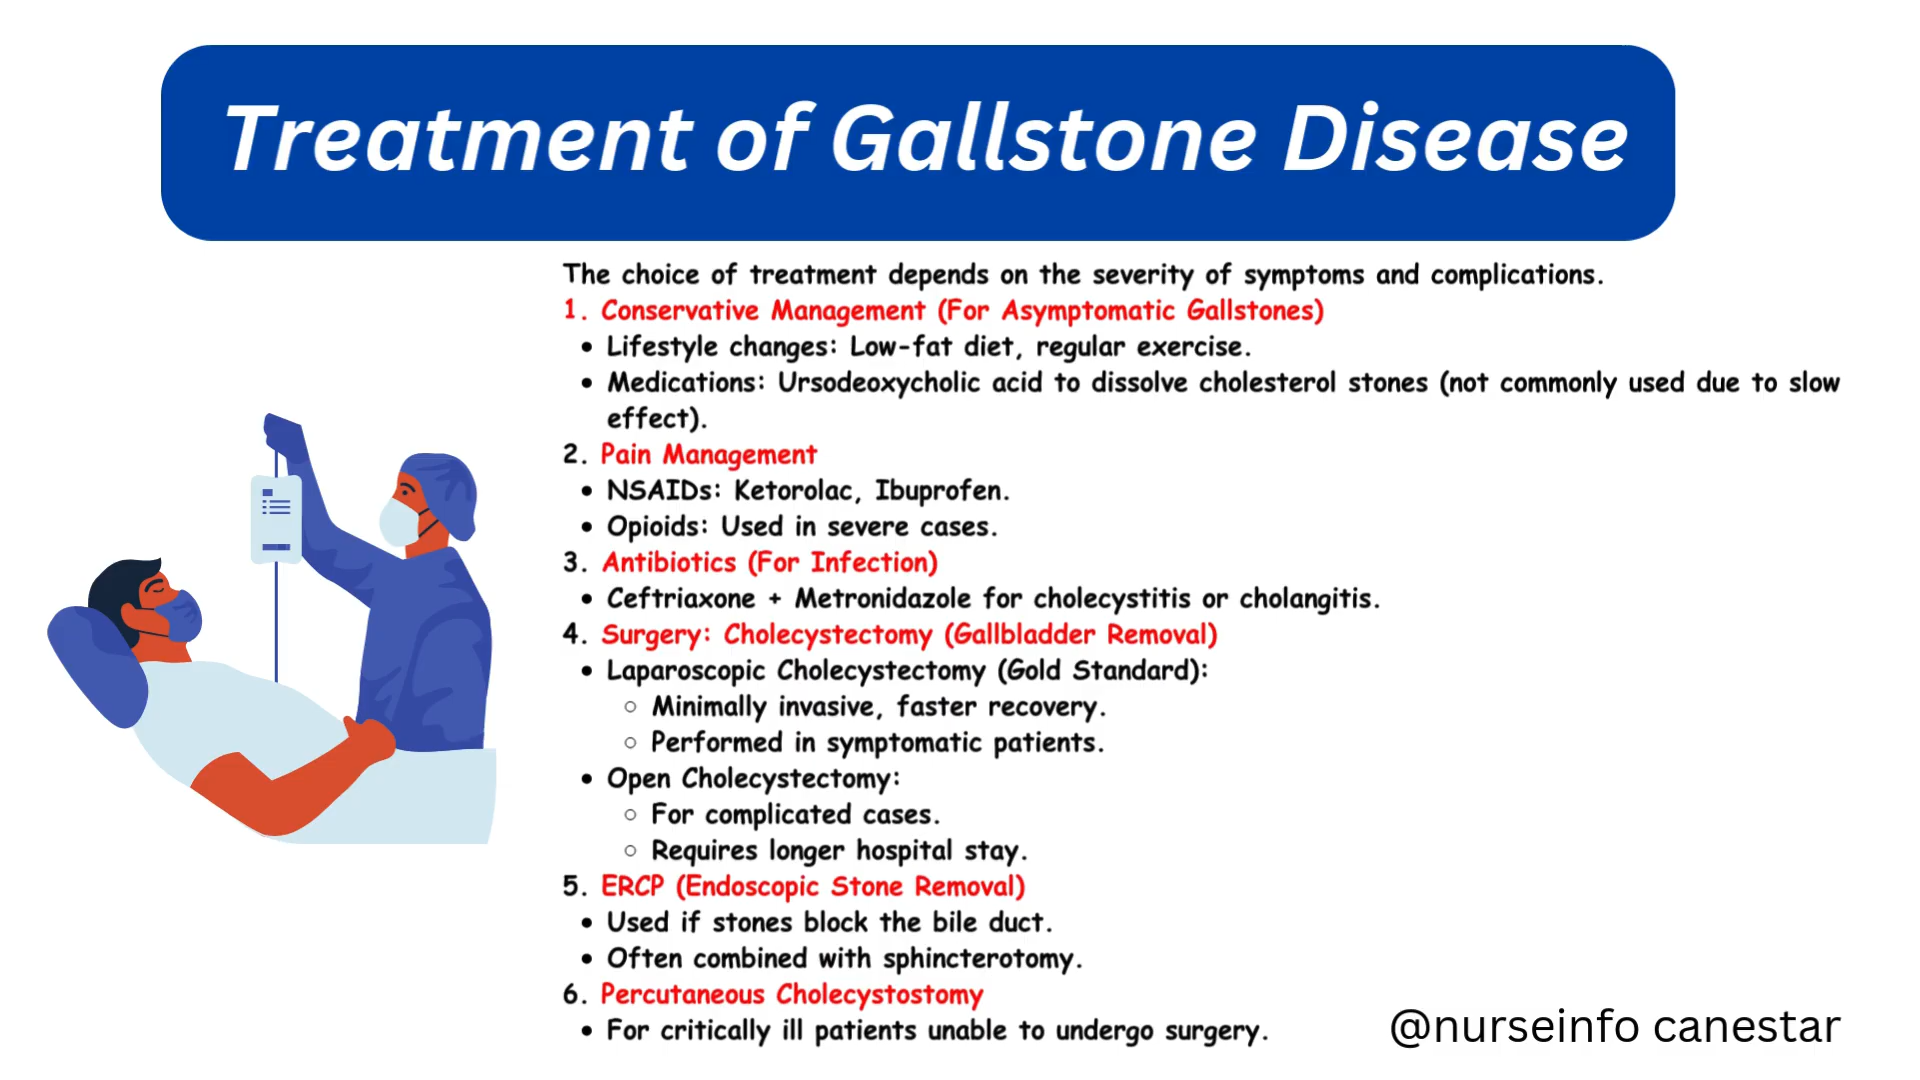 Treatment of Gallstone Disease
The choice of treatment depends on the severity of symptoms and complications.
1. Conservative Management (For Asymptomatic Gallstones)
• Lifestyle changes: Low-fat diet, regular exercise.
• Medications: Ursodeoxycholic acid to dissolve cholesterol stones (not commonly used due to slow
effect).
2. Pain Management
• NSAIDs: Ketorolac, Ibuprofen.
• Opioids: Used in severe cases.
3. Antibiotics (For Infection)
• Ceftriaxone + Metronidazole for cholecystitis or cholangitis.
4. Surgery: Cholecystectomy (Gallbladder Removal)
• Laparoscopic Cholecystectomy (Gold Standard):
○ Minimally invasive, faster recovery.
○ Performed in symptomatic patients.
• Open Cholecystectomy:
○ For complicated cases.
○ Requires longer hospital stay.
5. ERCP (Endoscopic Stone Removal)
• Used if stones block the bile duct.
• Often combined with sphincterotomy.
6. Percutaneous Cholecystostomy
• For critically ill patients unable to undergo surgery.
@nurseinfo canestar